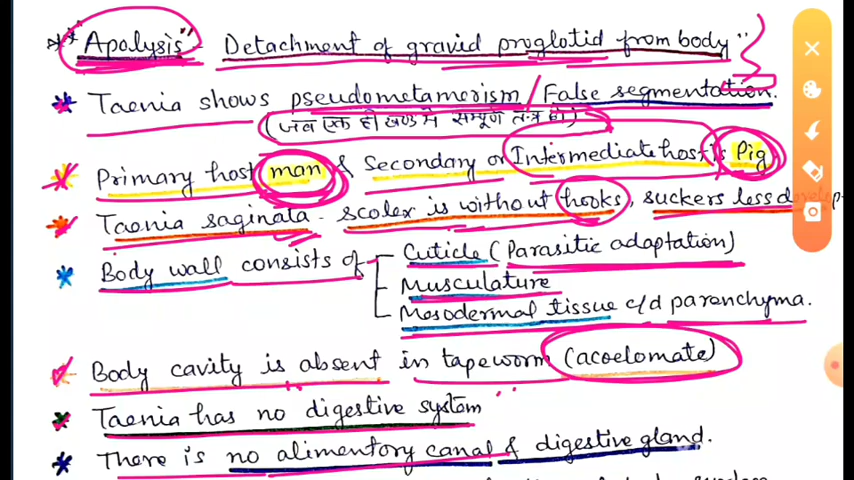 ** "Apolysis" - Detachment of gravid proglotid from body"
* Taenia shows pseudometamerism / False segmentation.
(जब एक ही खण्ड में सम्पूर्ण तन्त्र हो)
* Primary host man & Secondary or Intermediate host is Pig
* Taenia saginata - scolex is without hooks, suckers less develop
* Body wall consists of - Cuticle (Parasitic adaptation)
Musculature
Mesodermal tissue c/d parenchyma.
* Body cavity is absent in tapeworm (acoelomate)
* Taenia has no digestive system
* There is no alimentary canal & digestive gland.